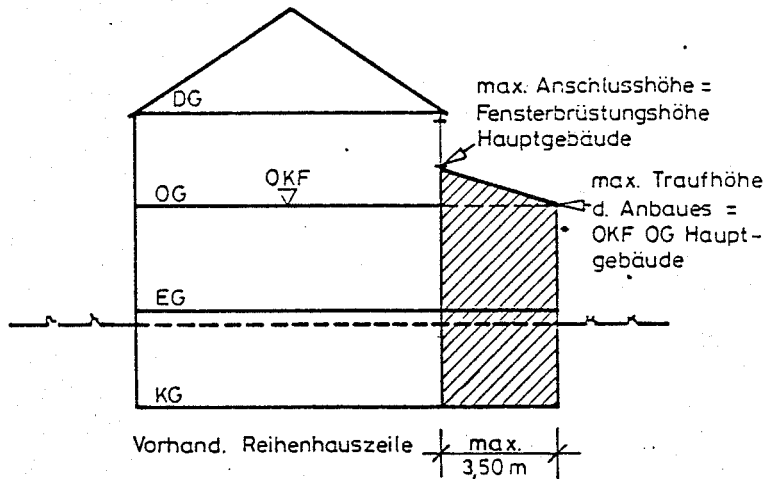 DG
max. Anschlusshöhe =
Fensterbrüstungshöhe
Hauptgebäude
OKF
OG
max. Traufhöhe
d. Anbaues =
OKF OG Haupt-
gebäude
EG
KG
Vorhand. Reihenhauszeile
max.
3,50 m